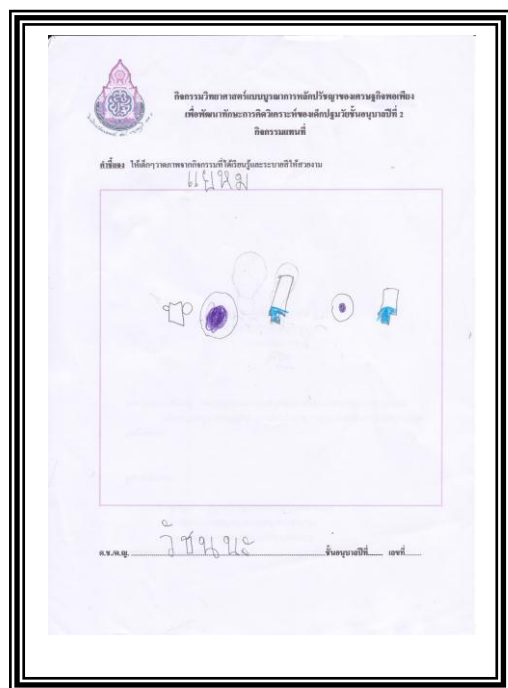 กิจกรรมวิทยาศาสตร์แบบบูรณาการหลักปรัชญาของเศรษฐกิจพอเพียง
เพื่อพัฒนาทักษะการคิดวิเคราะห์ของเด็กปฐมวัยชั้นอนุบาลปีที่ 2
กิจกรรมแทนที่
คำชี้แจง ให้เด็กๆวาดภาพจากกิจกรรมที่ได้เรียนรู้และระบายสีให้สวยงาม
แยหม
ด.ช./ด.ญ. วัชนนะ ชั้นอนุบาลปีที่...... เลขที่......